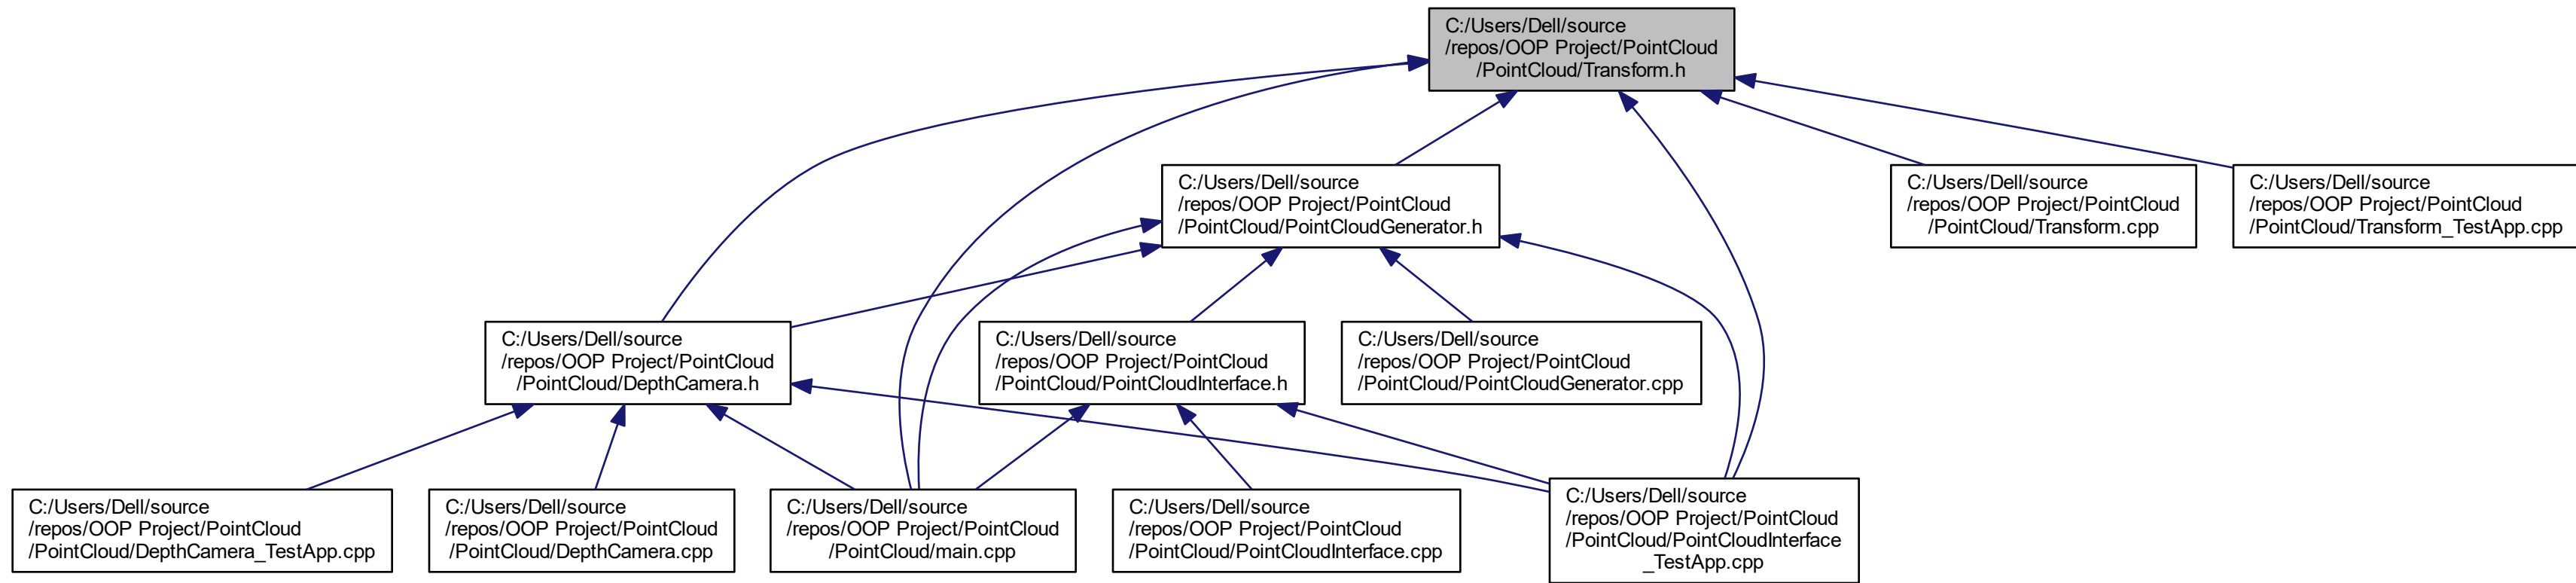 C:/Users/Dell/source
/repos/OOP Project/PointCloud
/PointCloud/Transform.h
C:/Users/Dell/source
/repos/OOP Project/PointCloud
/PointCloud/PointCloudGenerator.h
C:/Users/Dell/source
/repos/OOP Project/PointCloud
/PointCloud/Transform.cpp
C:/Users/Dell/source
/repos/OOP Project/PointCloud
/PointCloud/Transform_TestApp.cpp
C:/Users/Dell/source
/repos/OOP Project/PointCloud
/PointCloud/DepthCamera.h
C:/Users/Dell/source
/repos/OOP Project/PointCloud
/PointCloud/PointCloudInterface.h
C:/Users/Dell/source
/repos/OOP Project/PointCloud
/PointCloud/PointCloudGenerator.cpp
C:/Users/Dell/source
/repos/OOP Project/PointCloud
/PointCloud/DepthCamera_TestApp.cpp
C:/Users/Dell/source
/repos/OOP Project/PointCloud
/PointCloud/DepthCamera.cpp
C:/Users/Dell/source
/repos/OOP Project/PointCloud
/PointCloud/main.cpp
C:/Users/Dell/source
/repos/OOP Project/PointCloud
/PointCloud/PointCloudInterface.cpp
C:/Users/Dell/source
/repos/OOP Project/PointCloud
/PointCloud/PointCloudInterface
_TestApp.cpp